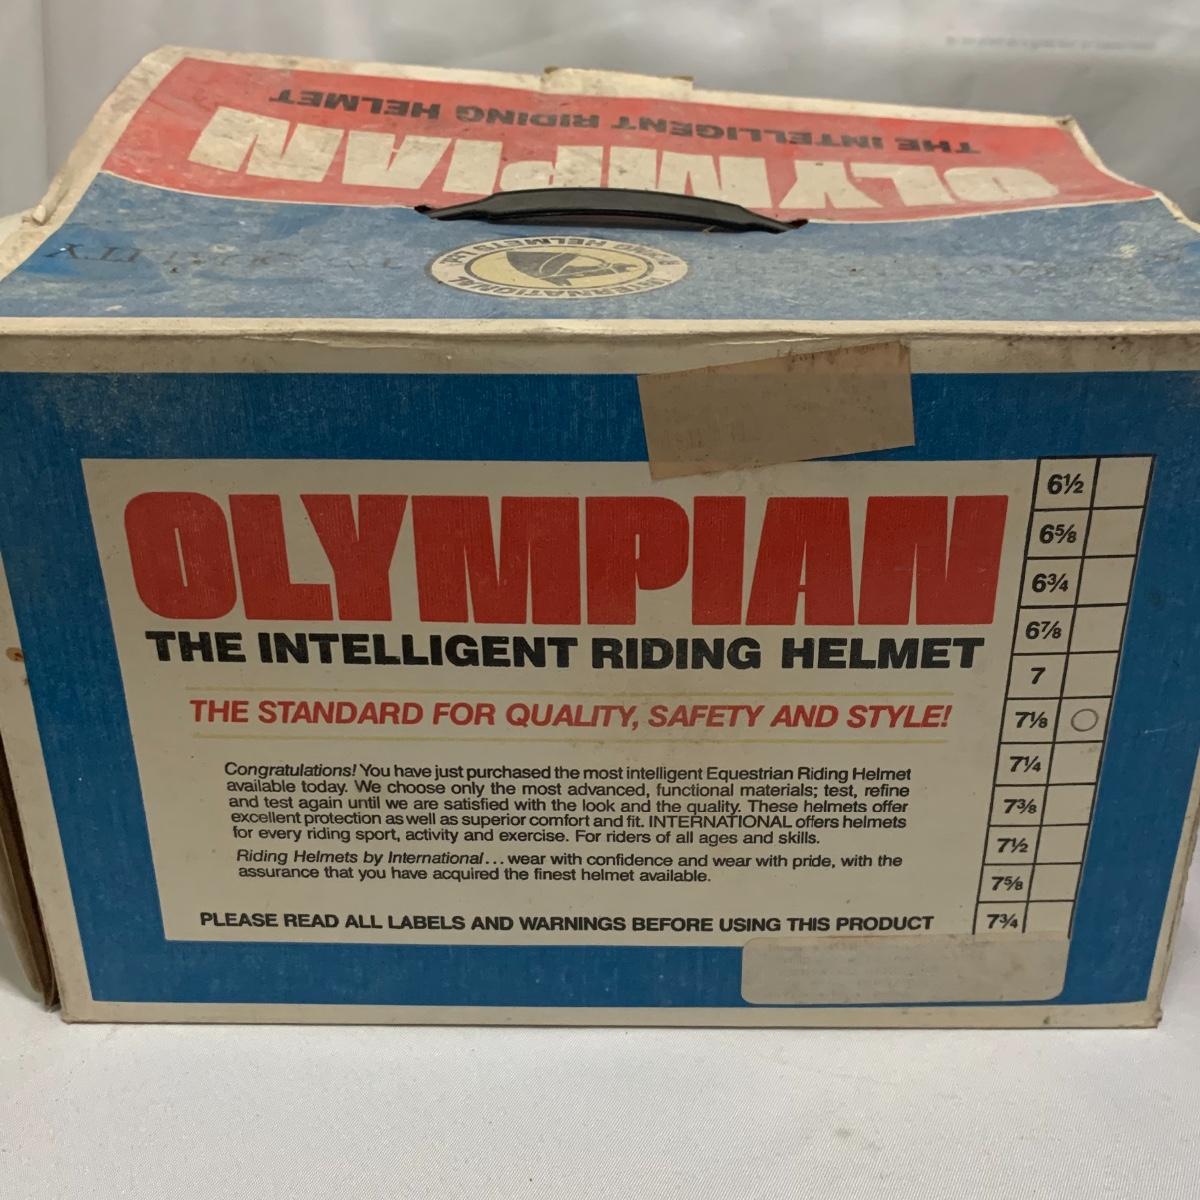 THE INTELLIGENT RIDING HELMET
OLYMPIAN
INTERNATIONAL
HELMETS Ltd.
OLYMPIAN
THE INTELLIGENT RIDING HELMET
THE STANDARD FOR QUALITY, SAFETY AND STYLE!
Congratulations! You have just purchased the most intelligent Equestrian Riding Helmet
available today. We choose only the most advanced, functional materials; test, refine
and test again until we are satisfied with the look and the quality. These helmets offer
excellent protection as well as superior comfort and fit. INTERNATIONAL offers helmets
for every riding sport, activity and exercise. For riders of all ages and skills.
Riding Helmets by International... wear with confidence and wear with pride, with the
assurance that you have acquired the finest helmet available.
PLEASE READ ALL LABELS AND WARNINGS BEFORE USING THIS PRODUCT
6½
6⅝
6¾
6⅞
7
7⅛
7¼
7⅜
7½
7⅝
7¾